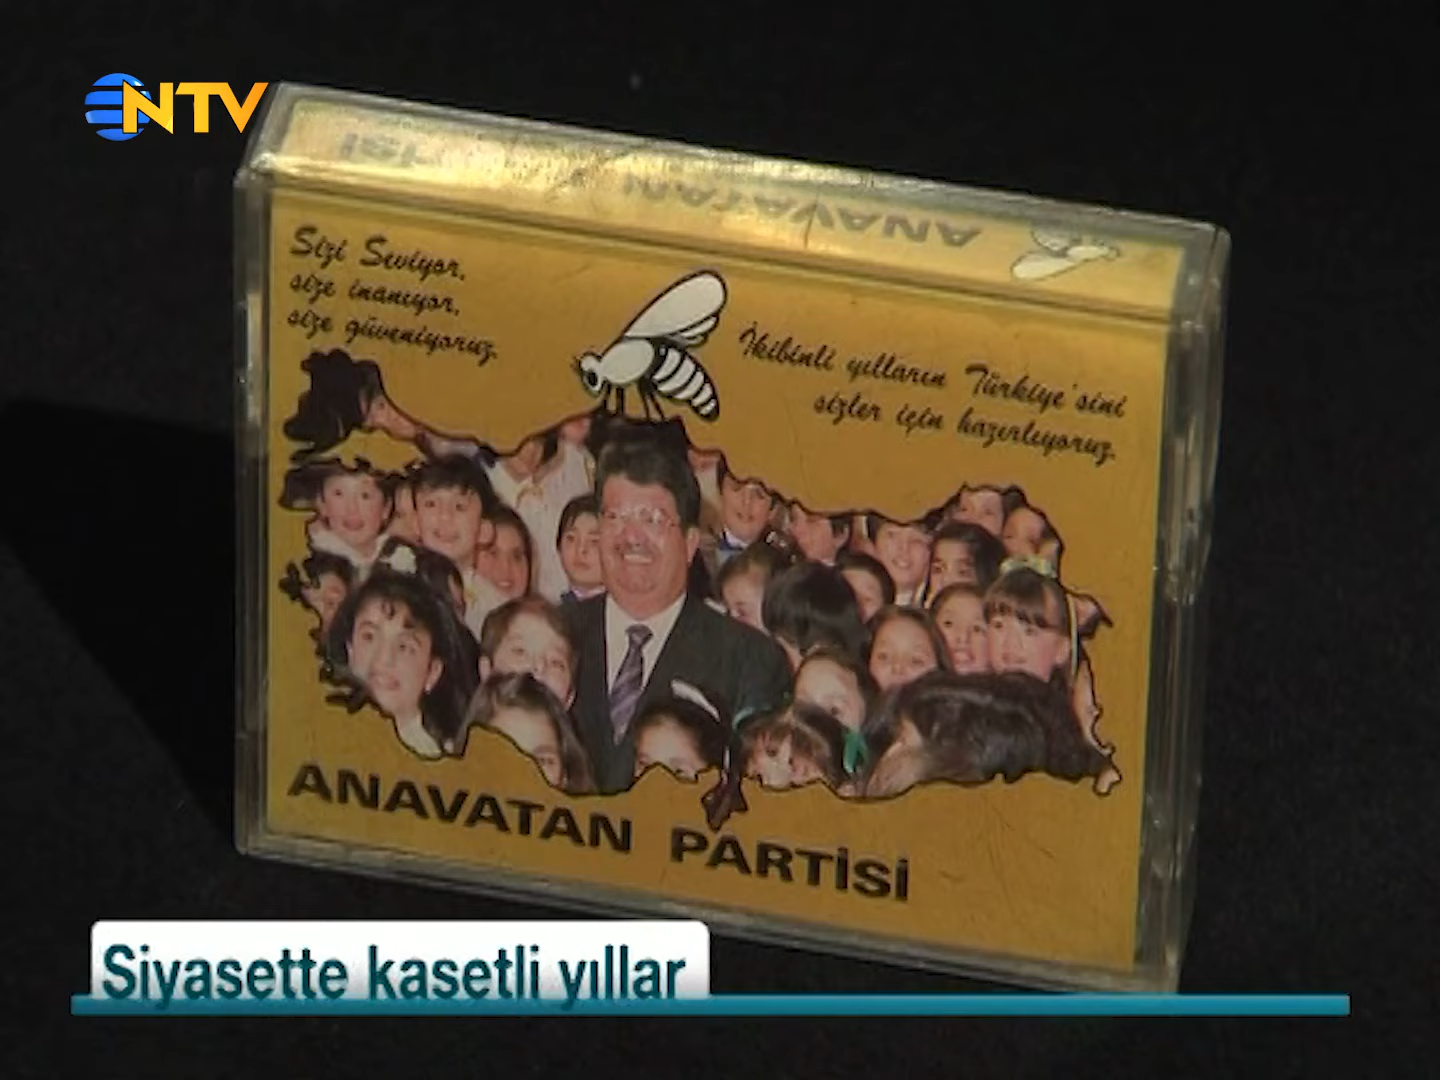 NTV
ANAVATAN
Sizi Seviyor,
size inanıyor,
size güveniyoruz.
İkibinli yılların Türkiye'sini
sizler için hazırlıyoruz.
ANAVATAN PARTİSİ
Siyasette kasetli yıllar